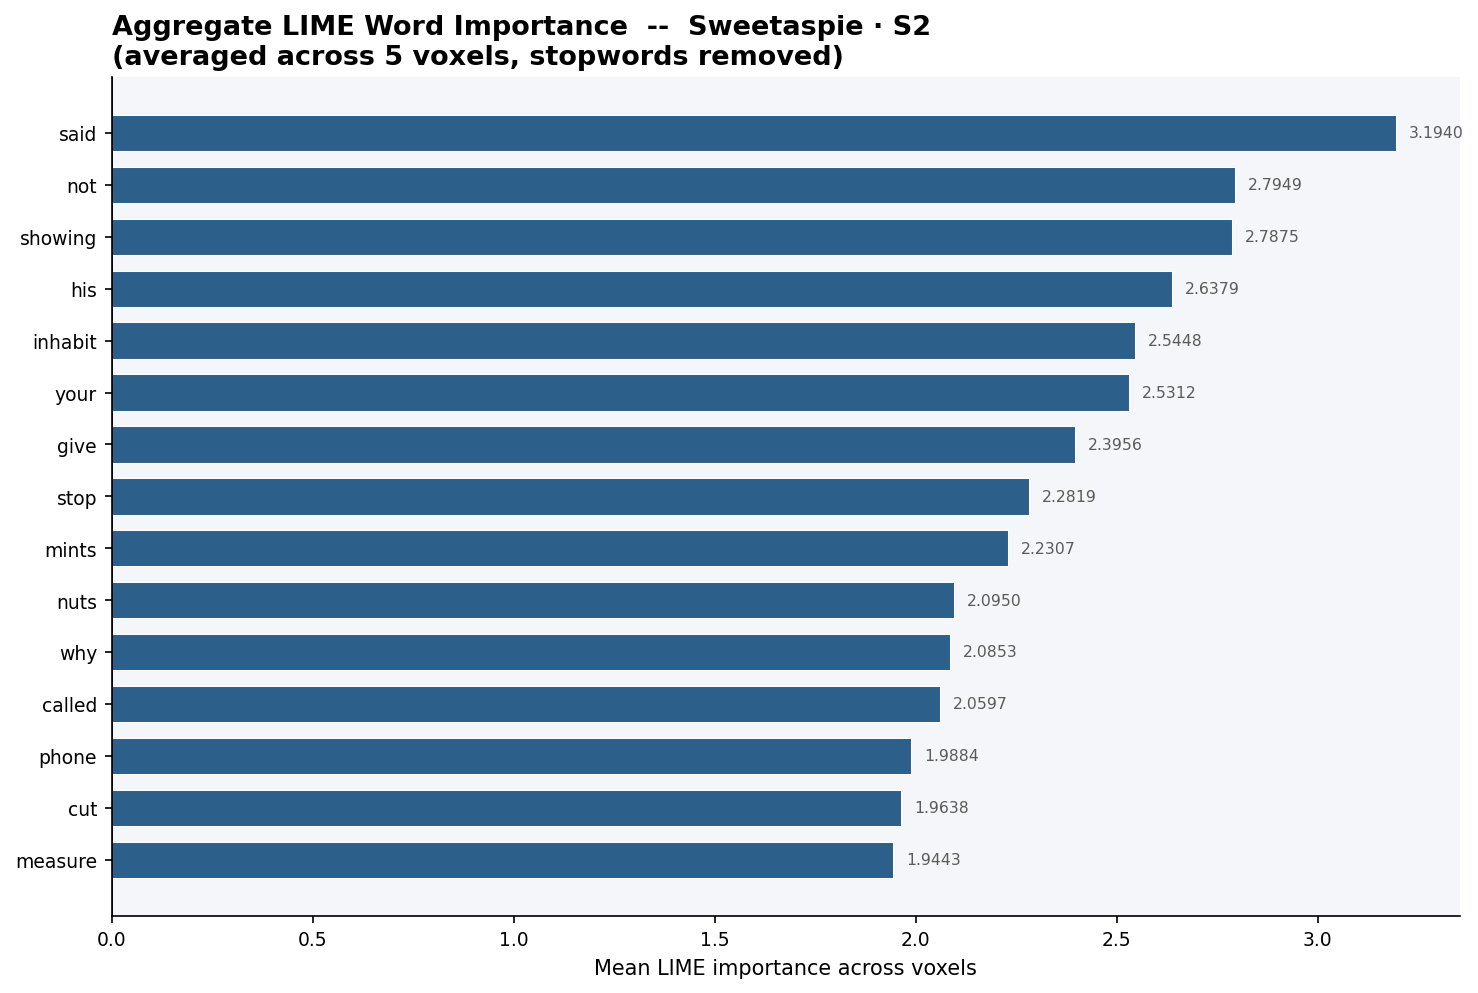 Aggregate LIME Word Importance  --  Sweetaspie · S2
(averaged across 5 voxels, stopwords removed)
said 3.1940
not 2.7949
showing 2.7875
his 2.6379
inhabit 2.5448
your 2.5312
give 2.3956
stop 2.2819
mints 2.2307
nuts 2.0950
why 2.0853
called 2.0597
phone 1.9884
cut 1.9638
measure 1.9443
0.0 0.5 1.0 1.5 2.0 2.5 3.0
Mean LIME importance across voxels